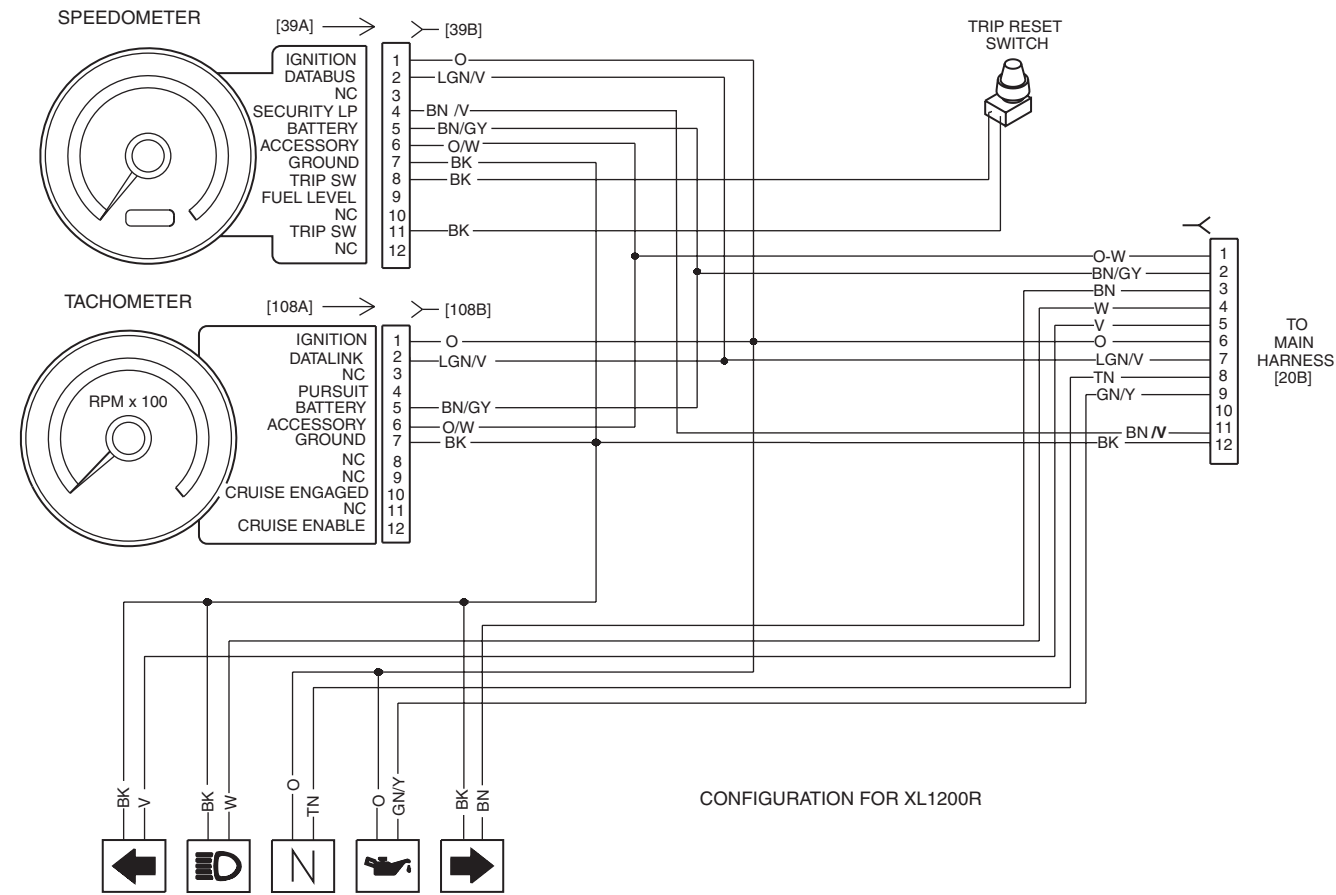 SPEEDOMETER
[39A]
[39B]
IGNITION 1 O
DATABUS 2 LGN/V
NC 3
SECURITY LP 4 BN /V
BATTERY 5 BN/GY
ACCESSORY 6 O/W
GROUND 7 BK
TRIP SW 8 BK
FUEL LEVEL 9
NC 10
TRIP SW 11 BK
NC 12
TRIP RESET
SWITCH
TACHOMETER
[108A]
[108B]
RPM x 100
IGNITION 1 O
DATALINK 2 LGN/V
NC 3
PURSUIT 4
BATTERY 5 BN/GY
ACCESSORY 6 O/W
GROUND 7 BK
NC 8
NC 9
CRUISE ENGAGED 10
NC 11
CRUISE ENABLE 12
O-W 1
BN/GY 2
BN 3
W 4
V 5
O 6
LGN/V 7
TN 8
GN/Y 9
10
BN/V 11
BK 12
TO
MAIN
HARNESS
[20B]
BK V
BK W
O TN
O GN/Y
BK BN
N
CONFIGURATION FOR XL1200R